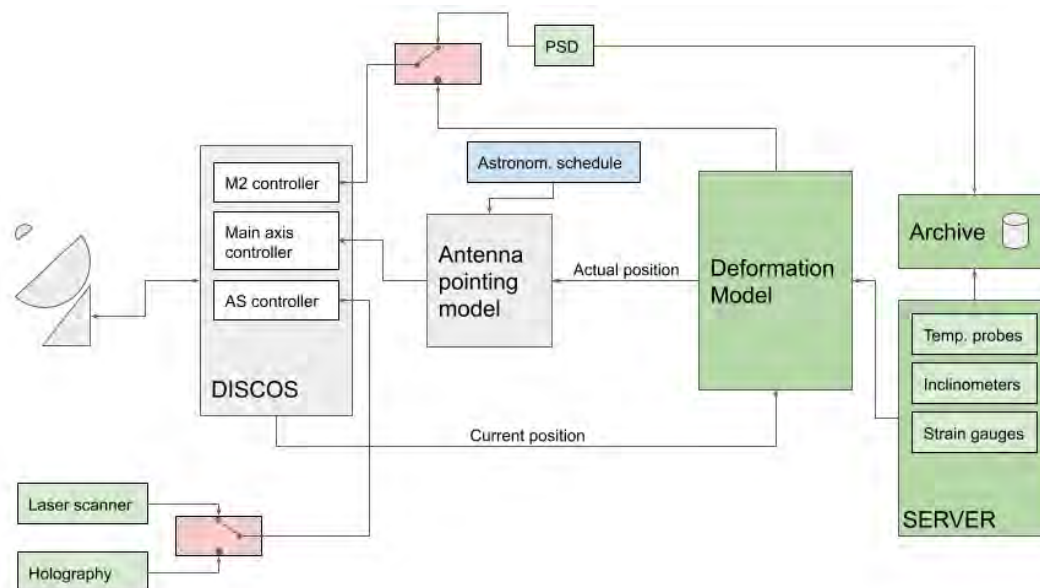 PSD
Astronom. schedule
M2 controller
Main axis
controller
AS controller
DISCOS
Antenna
pointing
model
Actual position
Deformation
Model
Archive
Temp. probes
Inclinometers
Strain gauges
SERVER
Current position
Laser scanner
Holography